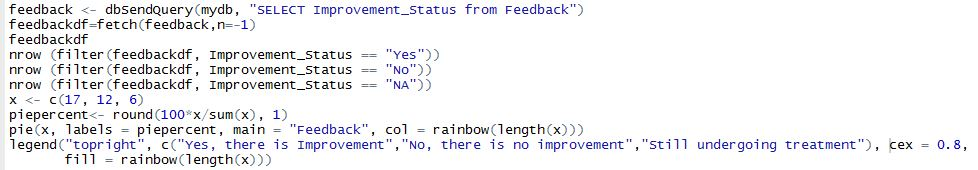 feedback <- dbSendQuery(mydb, "SELECT Improvement_Status from Feedback")
feedbackdf=fetch(feedback,n=-1)
feedbackdf
nrow (filter(feedbackdf, Improvement_Status == "Yes"))
nrow (filter(feedbackdf, Improvement_Status == "No"))
nrow (filter(feedbackdf, Improvement_Status == "NA"))
x <- c(17, 12, 6)
piepercent<- round(100*x/sum(x), 1)
pie(x, labels = piepercent, main = "Feedback", col = rainbow(length(x)))
legend("topright", c("Yes, there is Improvement","No, there is no improvement","Still undergoing treatment"), cex = 0.8,
       fill = rainbow(length(x)))